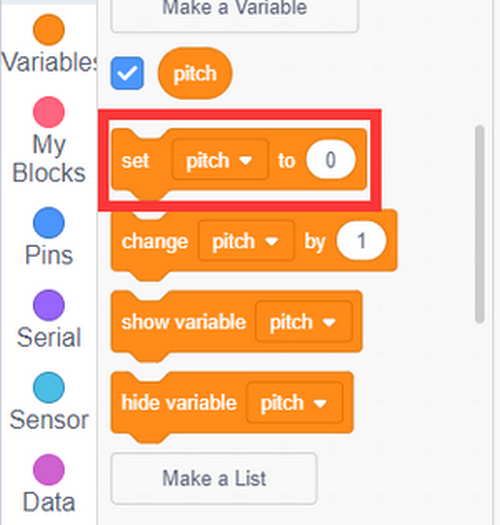 Make a Variable
Variables
pitch
My
Blocks
set pitch to 0
Pins
change pitch by 1
Serial
show variable pitch
Sensor
hide variable pitch
Data
Make a List